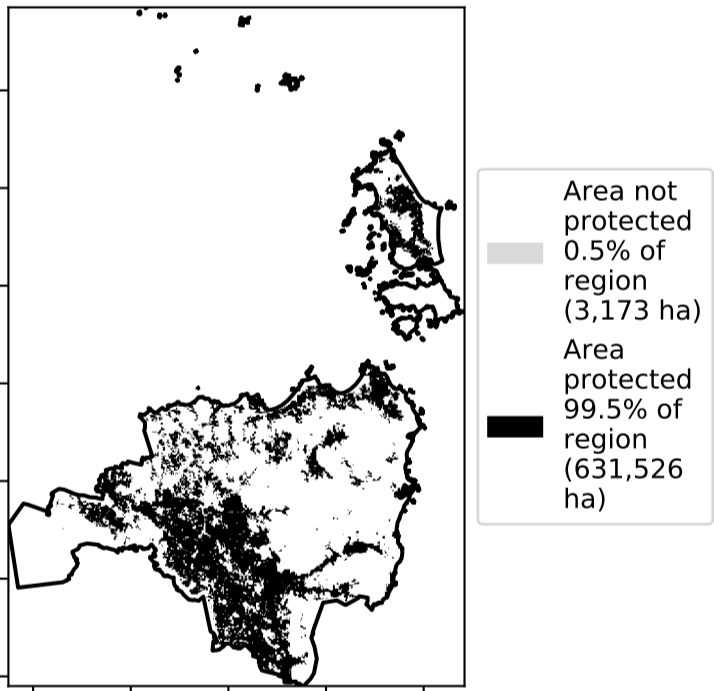 Area not
protected
0.5% of
region
(3,173 ha)
Area
protected
99.5% of
region
(631,526
ha)